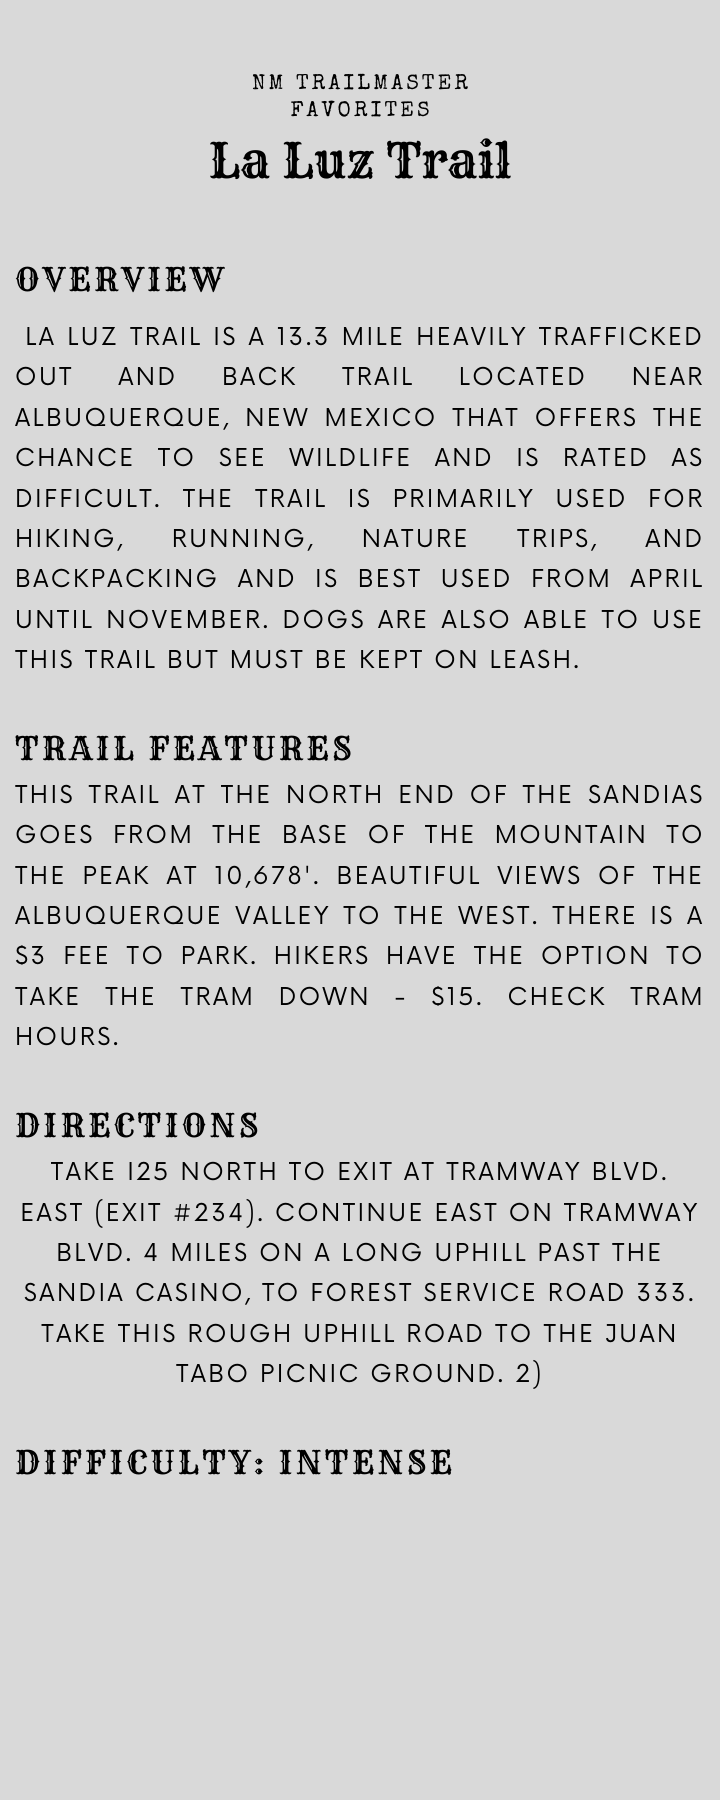 NM TRAILMASTER
FAVORITES
La Luz Trail
OVERVIEW
LA LUZ TRAIL IS A 13.3 MILE HEAVILY TRAFFICKED
OUT AND BACK TRAIL LOCATED NEAR
ALBUQUERQUE, NEW MEXICO THAT OFFERS THE
CHANCE TO SEE WILDLIFE AND IS RATED AS
DIFFICULT. THE TRAIL IS PRIMARILY USED FOR
HIKING, RUNNING, NATURE TRIPS, AND
BACKPACKING AND IS BEST USED FROM APRIL
UNTIL NOVEMBER. DOGS ARE ALSO ABLE TO USE
THIS TRAIL BUT MUST BE KEPT ON LEASH.
TRAIL FEATURES
THIS TRAIL AT THE NORTH END OF THE SANDIAS
GOES FROM THE BASE OF THE MOUNTAIN TO
THE PEAK AT 10,678'. BEAUTIFUL VIEWS OF THE
ALBUQUERQUE VALLEY TO THE WEST. THERE IS A
$3 FEE TO PARK. HIKERS HAVE THE OPTION TO
TAKE THE TRAM DOWN - $15. CHECK TRAM
HOURS.
DIRECTIONS
TAKE I25 NORTH TO EXIT AT TRAMWAY BLVD.
EAST (EXIT #234). CONTINUE EAST ON TRAMWAY
BLVD. 4 MILES ON A LONG UPHILL PAST THE
SANDIA CASINO, TO FOREST SERVICE ROAD 333.
TAKE THIS ROUGH UPHILL ROAD TO THE JUAN
TABO PICNIC GROUND. 2)
DIFFICULTY: INTENSE